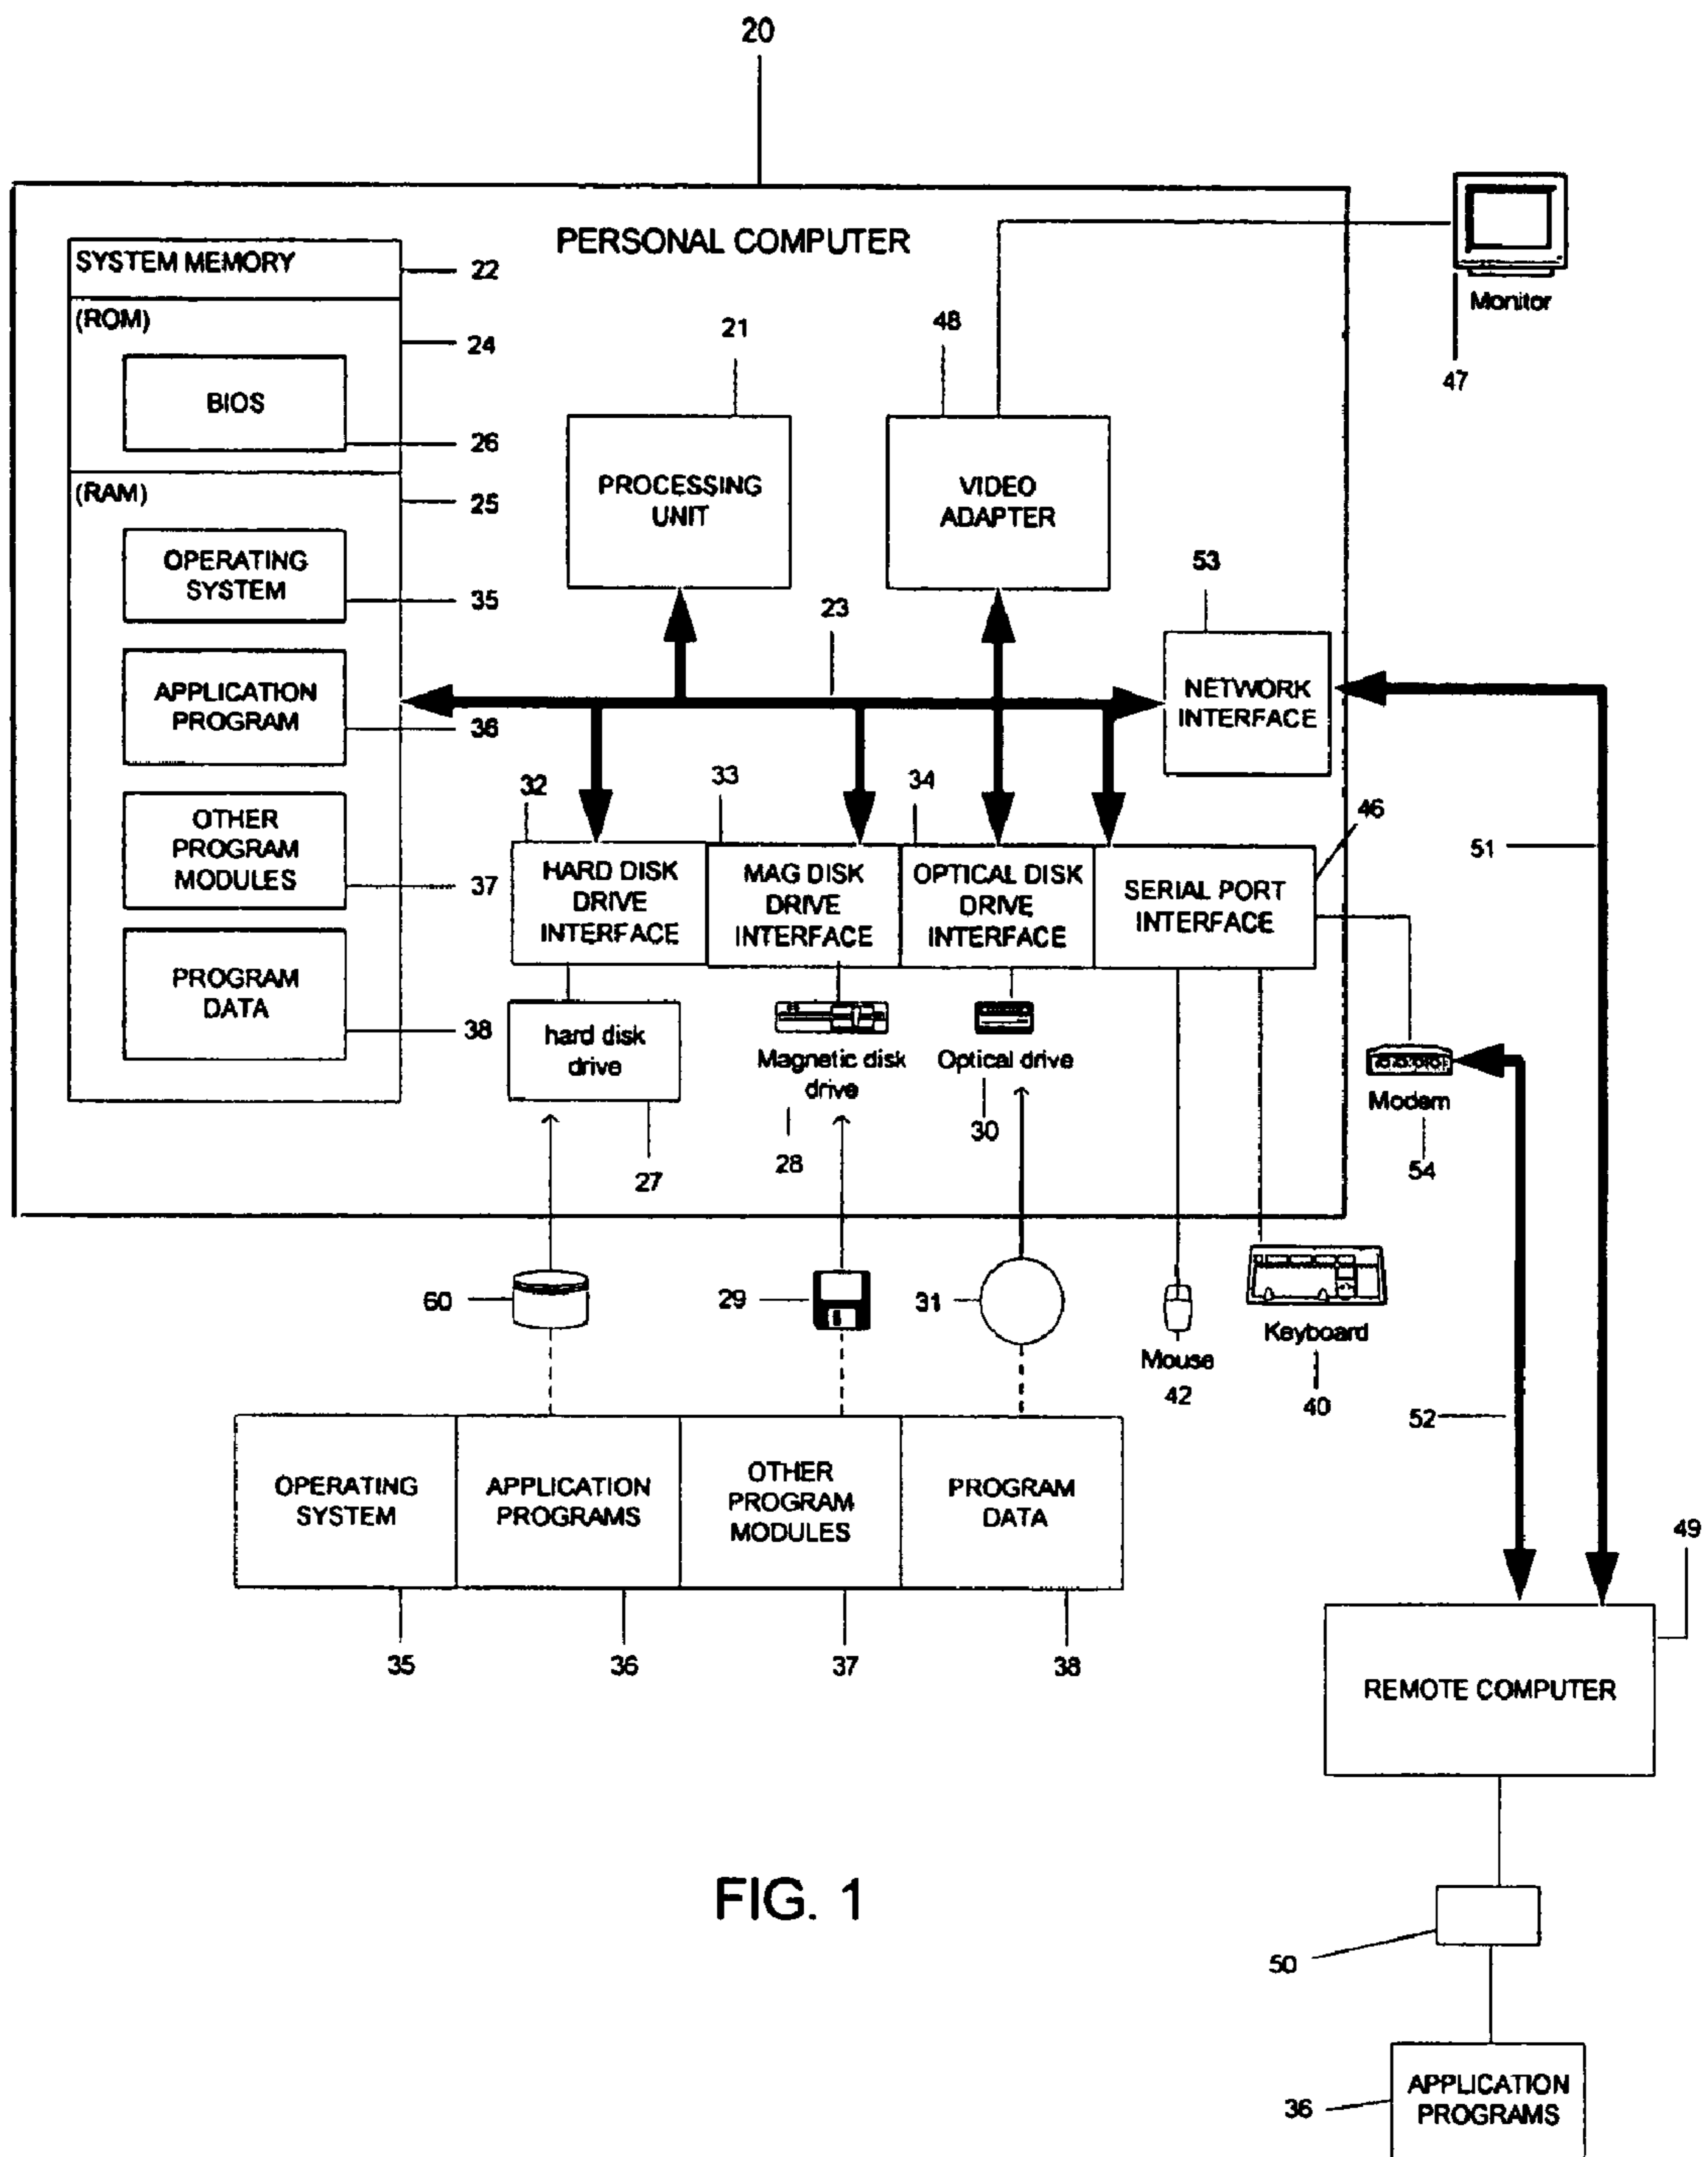 20
PERSONAL COMPUTER
SYSTEM MEMORY
22
(ROM)
24
BIOS
26
(RAM)
25
OPERATING
SYSTEM
35
APPLICATION
PROGRAM
36
OTHER
PROGRAM
MODULES
37
PROGRAM
DATA
38
21
PROCESSING
UNIT
48
VIDEO
ADAPTER
Monitor
47
23
53
NETWORK
INTERFACE
32
HARD DISK
DRIVE
INTERFACE
33
MAG DISK
DRIVE
INTERFACE
34
OPTICAL DISK
DRIVE
INTERFACE
46
SERIAL PORT
INTERFACE
51
hard disk
drive
27
Magnetic disk
drive
28
Optical drive
30
Modem
54
60
29
31
Mouse
42
Keyboard
40
52
OPERATING
SYSTEM
APPLICATION
PROGRAMS
OTHER
PROGRAM
MODULES
PROGRAM
DATA
35
36
37
38
49
REMOTE COMPUTER
FIG. 1
50
36
APPLICATION
PROGRAMS